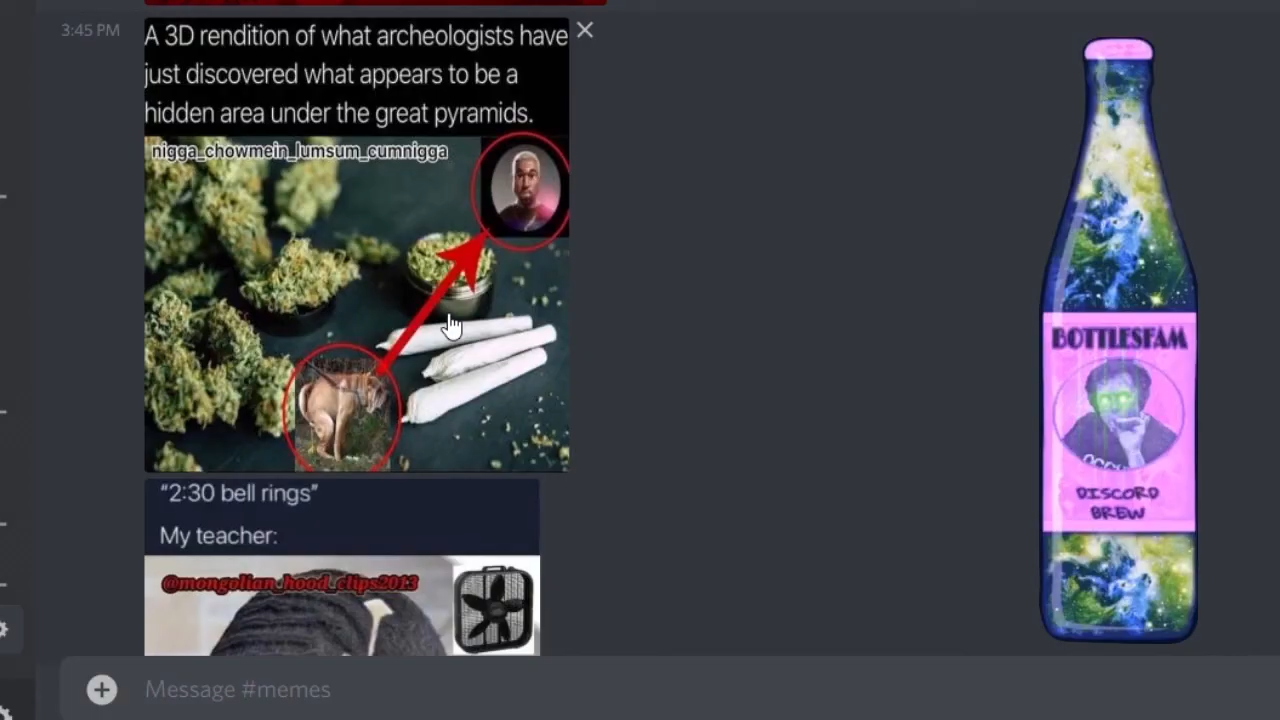 3:45 PM
A 3D rendition of what archeologists have
just discovered what appears to be a
hidden area under the great pyramids.
nigga_chowmein_lumsum_cumnigga
"2:30 bell rings"
My teacher:
@mongolian_hood_clips2013
Message #memes
BOTTLESFAM
DISCORD
BREW